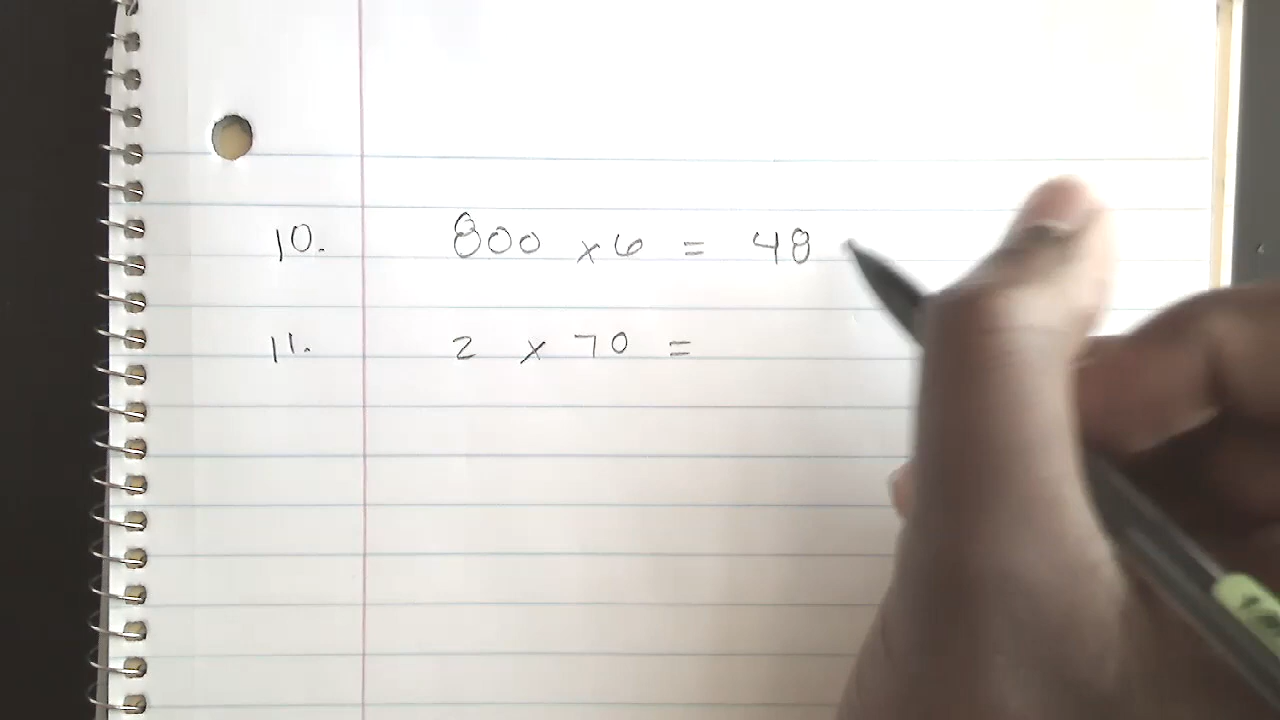 10. 800 x 6 = 48
11. 2 x 70 =